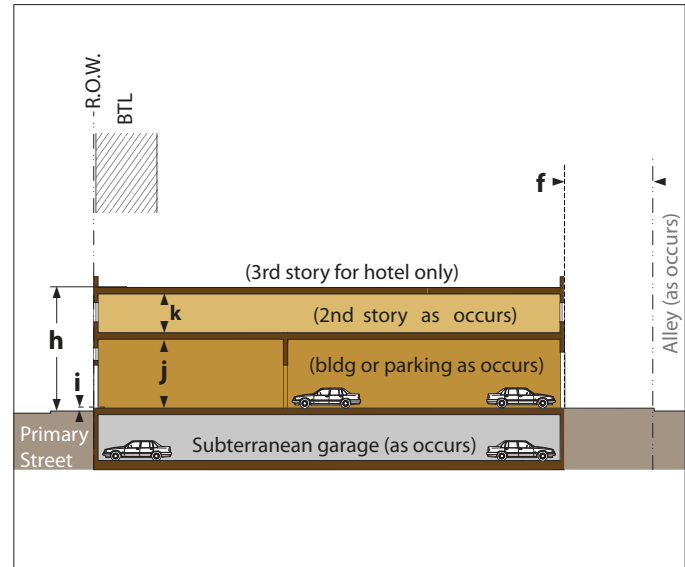 R.O.W.
BTL
f
(3rd story for hotel only)
k
(2nd story as occurs)
h
j
(bldg or parking as occurs)
i
Alley (as occurs)
Primary
Street
Subterranean garage (as occurs)